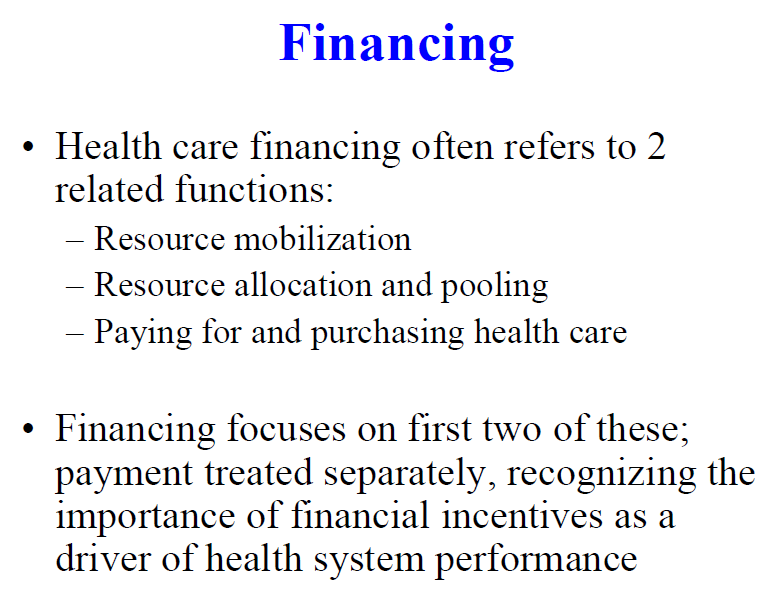 Financing
• Health care financing often refers to 2
related functions:
– Resource mobilization
– Resource allocation and pooling
– Paying for and purchasing health care
• Financing focuses on first two of these;
payment treated separately, recognizing the
importance of financial incentives as a
driver of health system performance